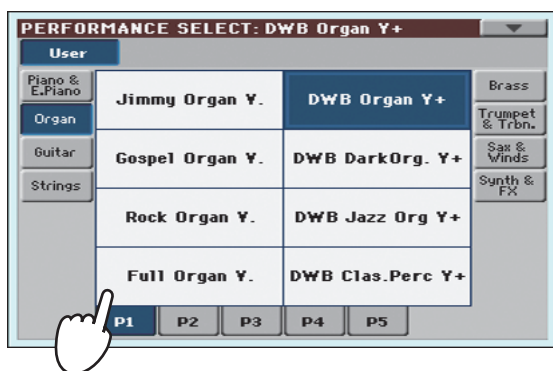 PERFORMANCE SELECT: DWB Organ Y+
User
Piano &
E.Piano
Organ
Guitar
Strings
Jimmy Organ Y.
DWB Organ Y+
Gospel Organ Y.
DWB DarkOrg. Y+
Rock Organ Y.
DWB Jazz Org Y+
Full Organ Y.
DWB Clas.Perc Y+
Brass
Trumpet
& Trbn.
Sax &
Winds
Synth &
FX
P1 P2 P3 P4 P5